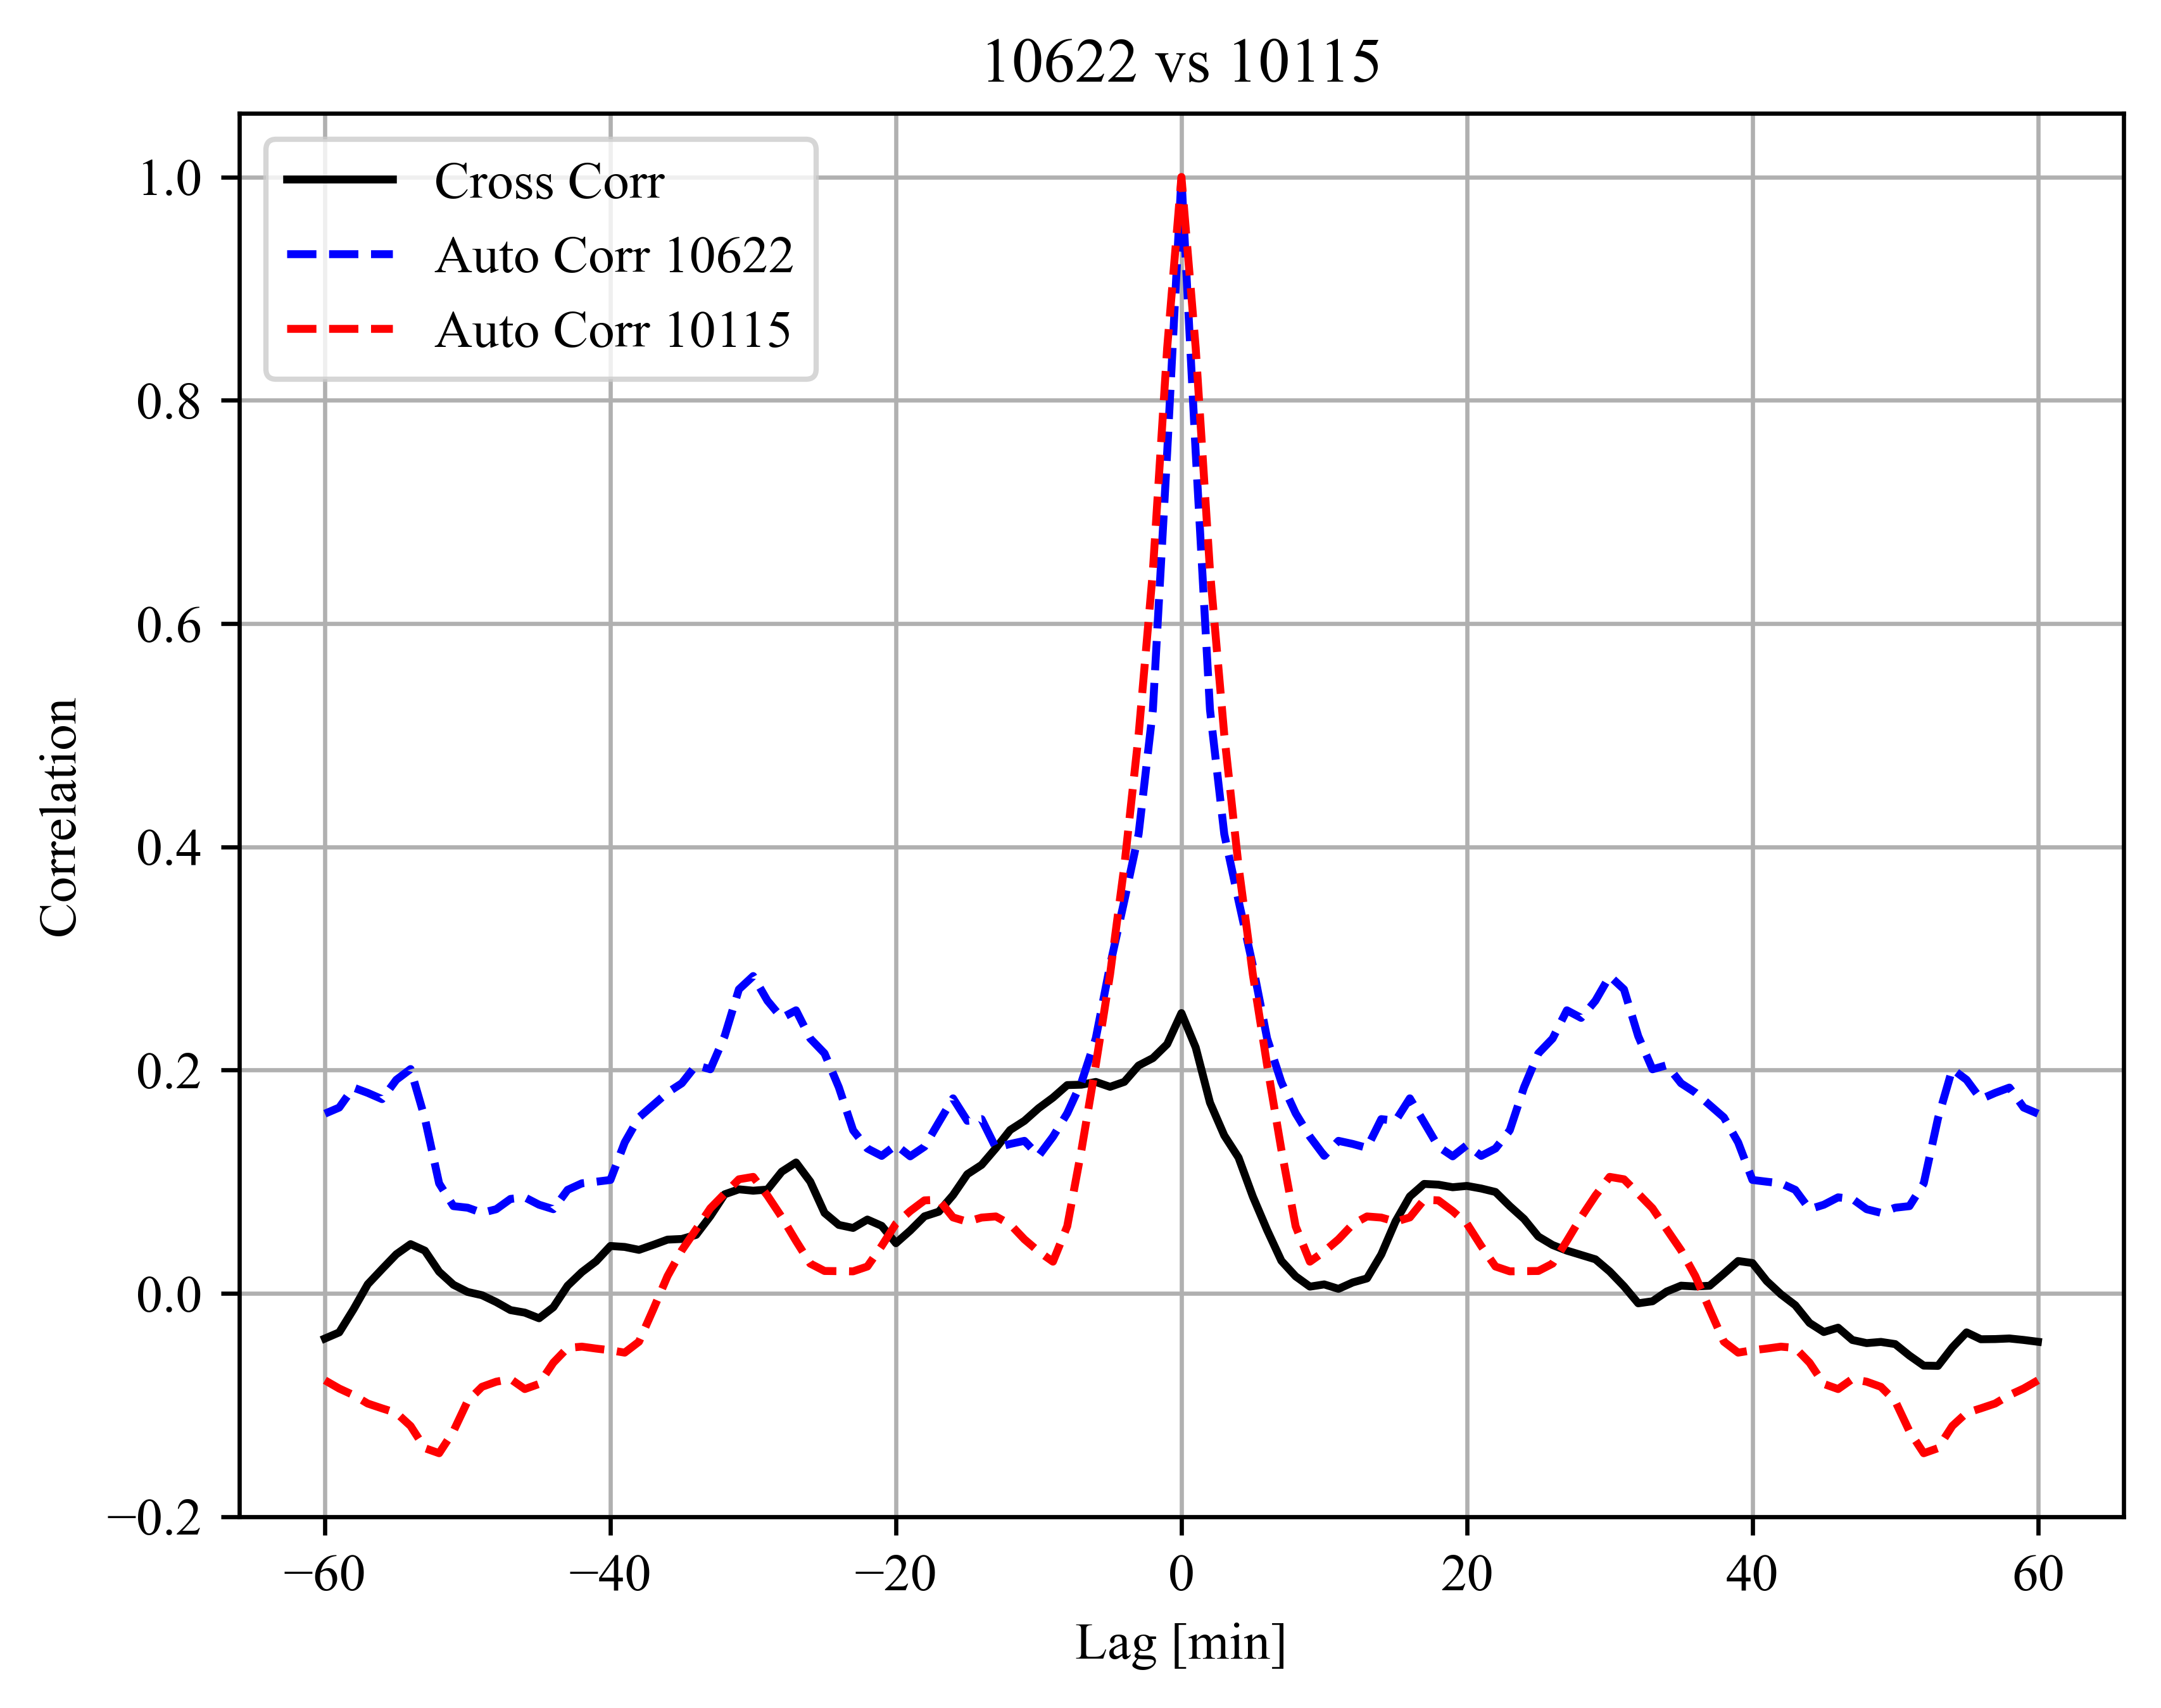 10622 vs 10115
Cross Corr
Auto Corr 10622
Auto Corr 10115
1.0
0.8
0.6
0.4
0.2
0.0
−0.2
Correlation
−60 −40 −20 0 20 40 60
Lag [min]